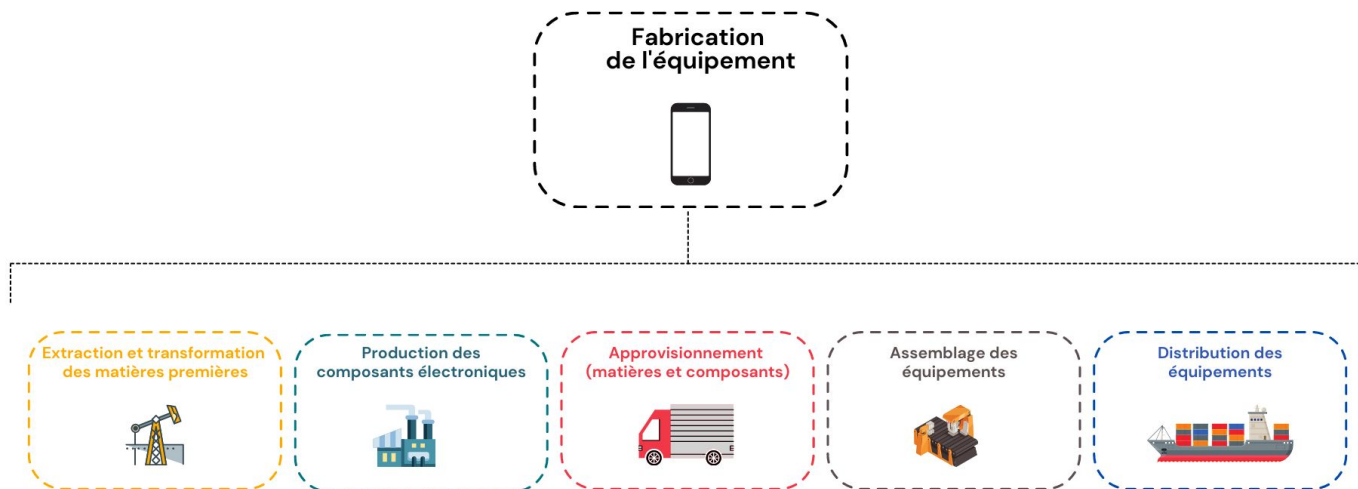 Fabrication
de l'équipement
Extraction et transformation
des matières premières
Production des
composants électroniques
Approvisionnement
(matières et composants)
Assemblage des
équipements
Distribution des
équipements